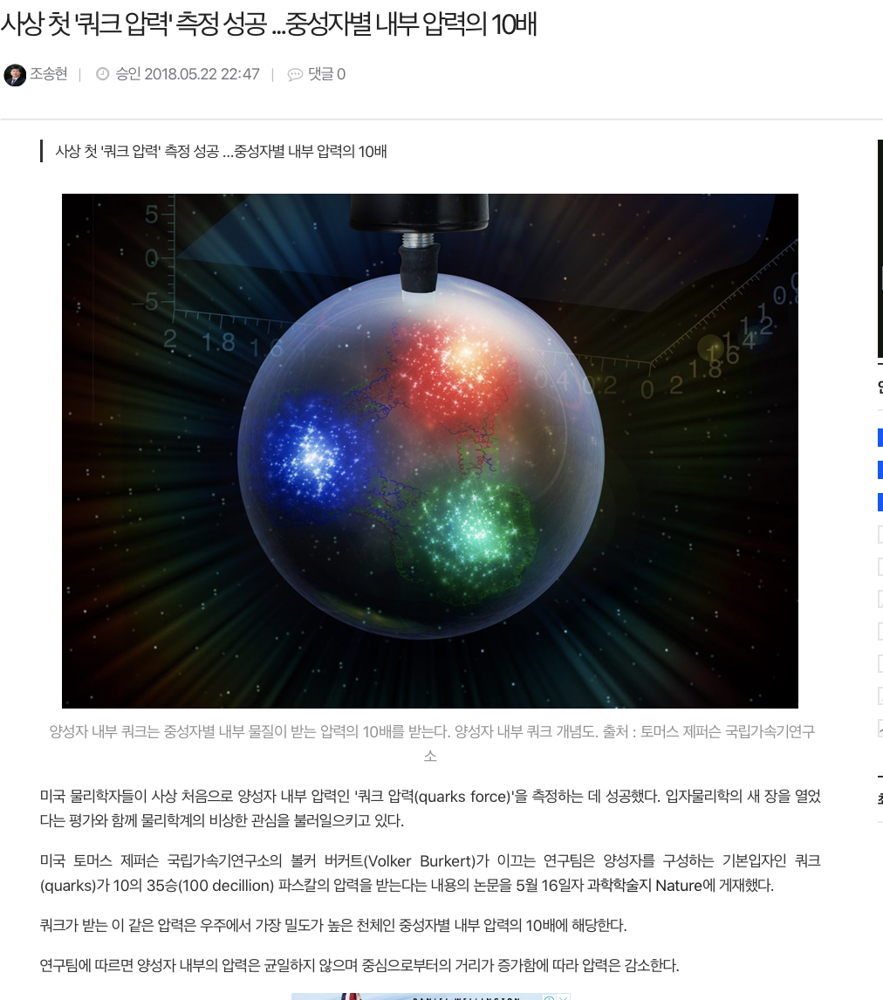 사상 첫 '쿼크 압력' 측정 성공 ...중성자별 내부 압력의 10배
조송현 | 승인 2018.05.22 22:47 | 댓글 0
사상 첫 '쿼크 압력' 측정 성공 ...중성자별 내부 압력의 10배
5
0
-5
2 1.8 1.6
0.4 0.2 0 2 1.8 1.6 1.4 1.2 1 0.8
양성자 내부 쿼크는 중성자별 내부 물질이 받는 압력의 10배를 받는다. 양성자 내부 쿼크 개념도. 출처 : 토머스 제퍼슨 국립가속기연구
소
미국 물리학자들이 사상 처음으로 양성자 내부 압력인 '쿼크 압력(quarks force)'을 측정하는 데 성공했다. 입자물리학의 새 장을 열었
다는 평가와 함께 물리학계의 비상한 관심을 불러일으키고 있다.
미국 토머스 제퍼슨 국립가속기연구소의 볼커 버커트(Volker Burkert)가 이끄는 연구팀은 양성자를 구성하는 기본입자인 쿼크
(quarks)가 10의 35승(100 decillion) 파스칼의 압력을 받는다는 내용의 논문을 5월 16일자 과학학술지 Nature에 게재했다.
쿼크가 받는 이 같은 압력은 우주에서 가장 밀도가 높은 천체인 중성자별 내부 압력의 10배에 해당한다.
연구팀에 따르면 양성자 내부의 압력은 균일하지 않으며 중심으로부터의 거리가 증가함에 따라 압력은 감소한다.
DANIEL WELLINGTON